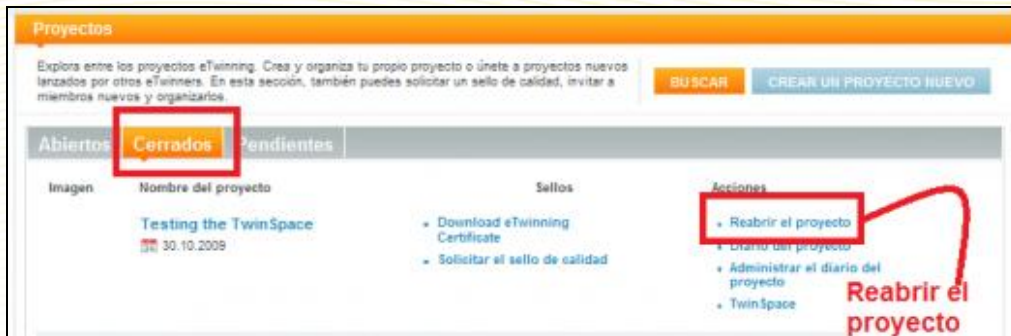 Proyectos
Explora entre los proyectos eTwinning. Crea y organiza tu propio proyecto o únete a proyectos nuevos
lanzados por otros eTwinners. En esta sección, también puedes solicitar un sello de calidad, invitar a
miembros nuevos y organizarlos.
BUSCAR CREAR UN PROYECTO NUEVO
Abiertos Cerrados Pendientes
Imagen Nombre del proyecto Sellos Acciones
Testing the TwinSpace
30.10.2009
Download eTwinning
Certificate
Solicitar el sello de calidad
Reabrir el proyecto
Diario del proyecto
Administrar el diario del
proyecto
TwinSpace
Reabrir el
proyecto